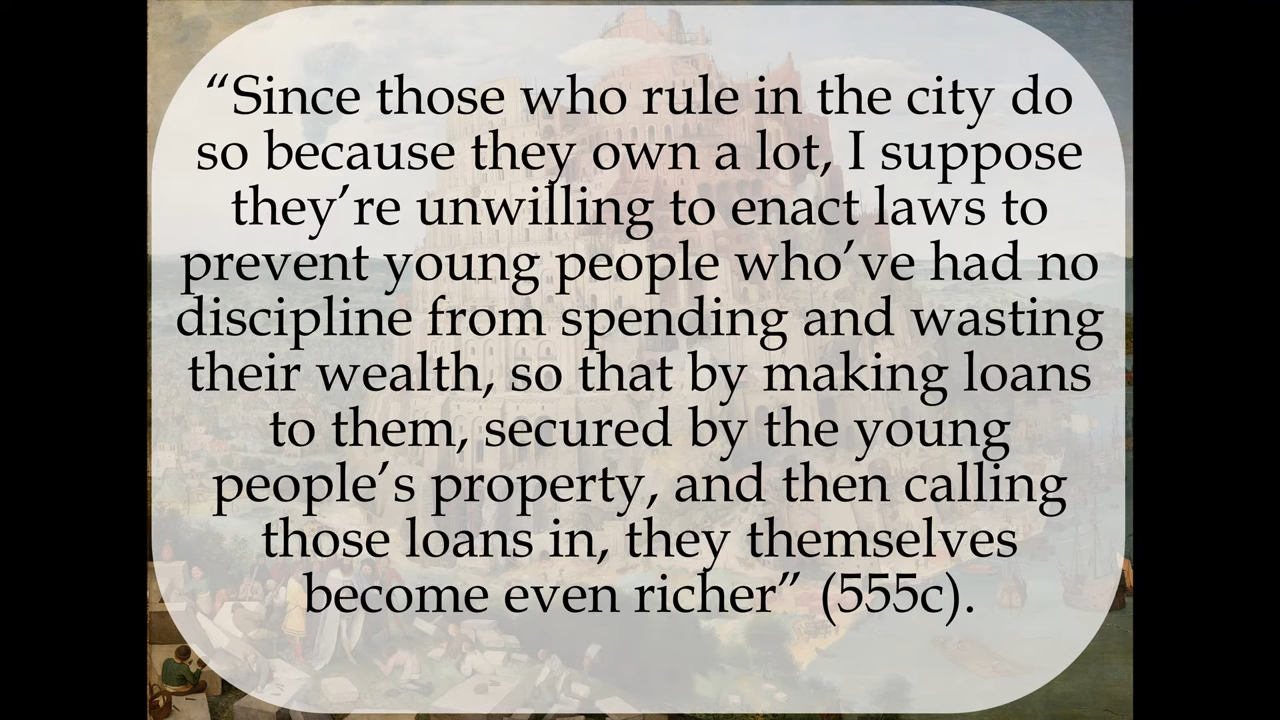 “Since those who rule in the city do
so because they own a lot, I suppose
they’re unwilling to enact laws to
prevent young people who’ve had no
discipline from spending and wasting
their wealth, so that by making loans
to them, secured by the young
people’s property, and then calling
those loans in, they themselves
become even richer” (555c).